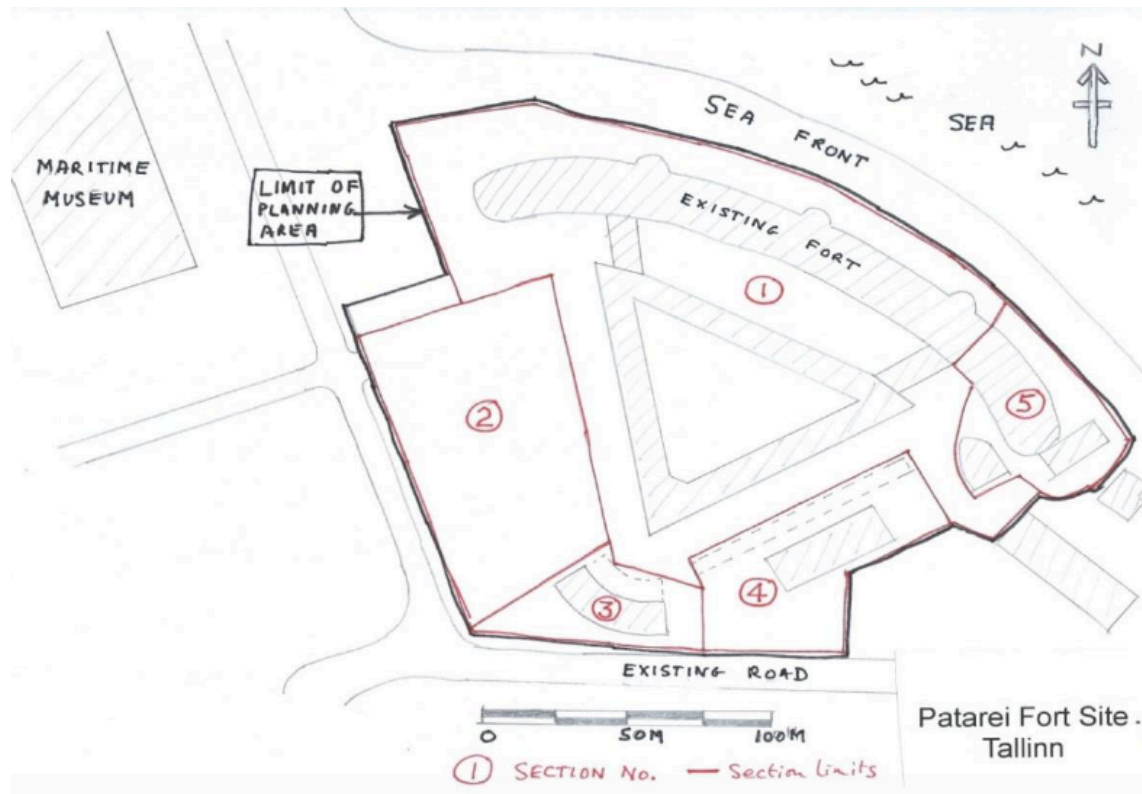 N
SEA
SEA FRONT
MARITIME
MUSEUM
LIMIT OF
PLANNING
AREA
EXISTING FORT
1
5
2
4
3
EXISTING ROAD
0 50M 100M
1 SECTION No. — Section limits
Patarei Fort Site.
Tallinn